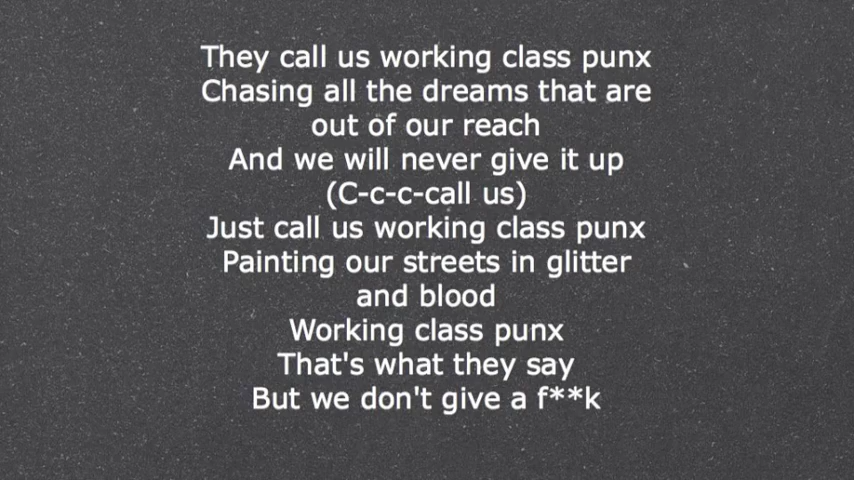 They call us working class punx
Chasing all the dreams that are
out of our reach
And we will never give it up
(C-c-c-call us)
Just call us working class punx
Painting our streets in glitter
and blood
Working class punx
That's what they say
But we don't give a f**k